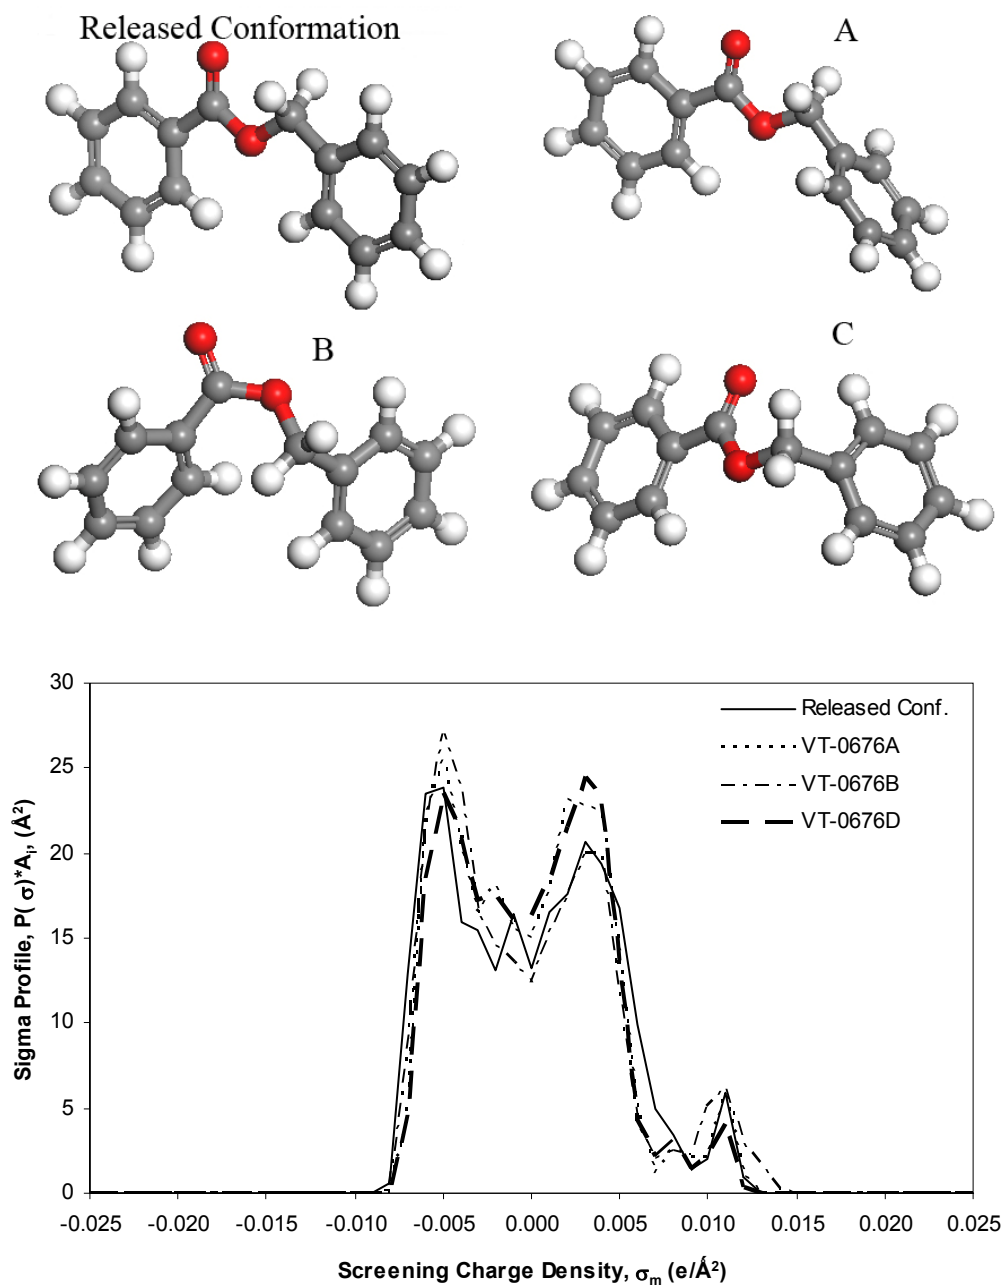 Released Conformation
A
B
C
Sigma Profile, P(σ)*Aᵢ, (Å²)
30
25
20
15
10
5
0
Released Conf.
VT-0676A
VT-0676B
VT-0676D
-0.025 -0.020 -0.015 -0.010 -0.005 0.000 0.005 0.010 0.015 0.020 0.025
Screening Charge Density, σₘ (e/Å²)